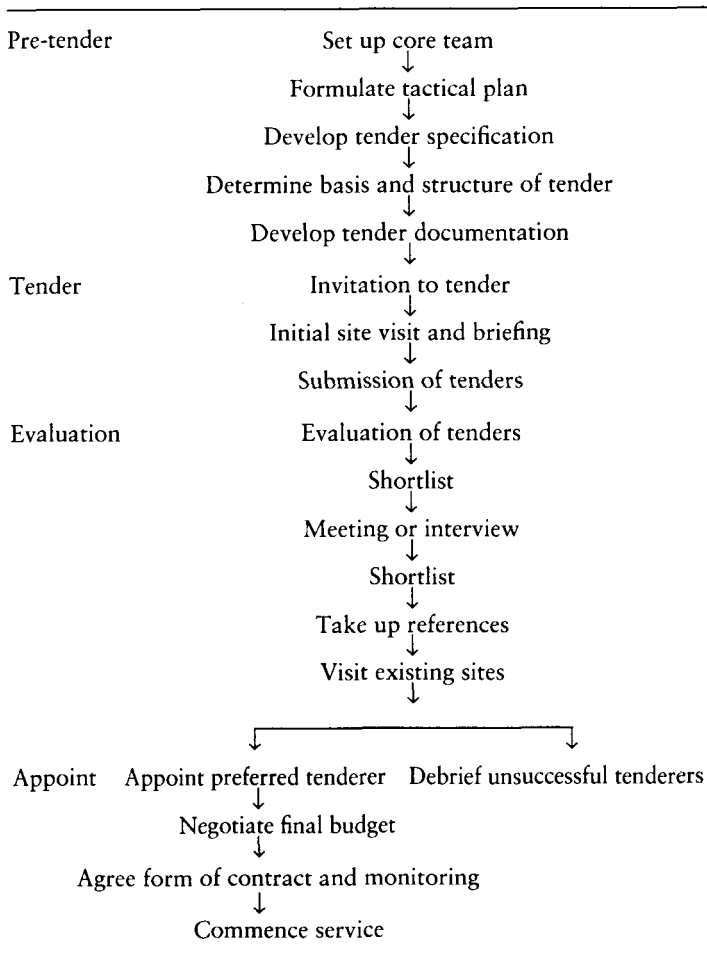 Pre-tender Set up core team
Formulate tactical plan
Develop tender specification
Determine basis and structure of tender
Develop tender documentation
Tender Invitation to tender
Initial site visit and briefing
Submission of tenders
Evaluation Evaluation of tenders
Shortlist
Meeting or interview
Shortlist
Take up references
Visit existing sites
Appoint Appoint preferred tenderer Debrief unsuccessful tenderers
Negotiate final budget
Agree form of contract and monitoring
Commence service